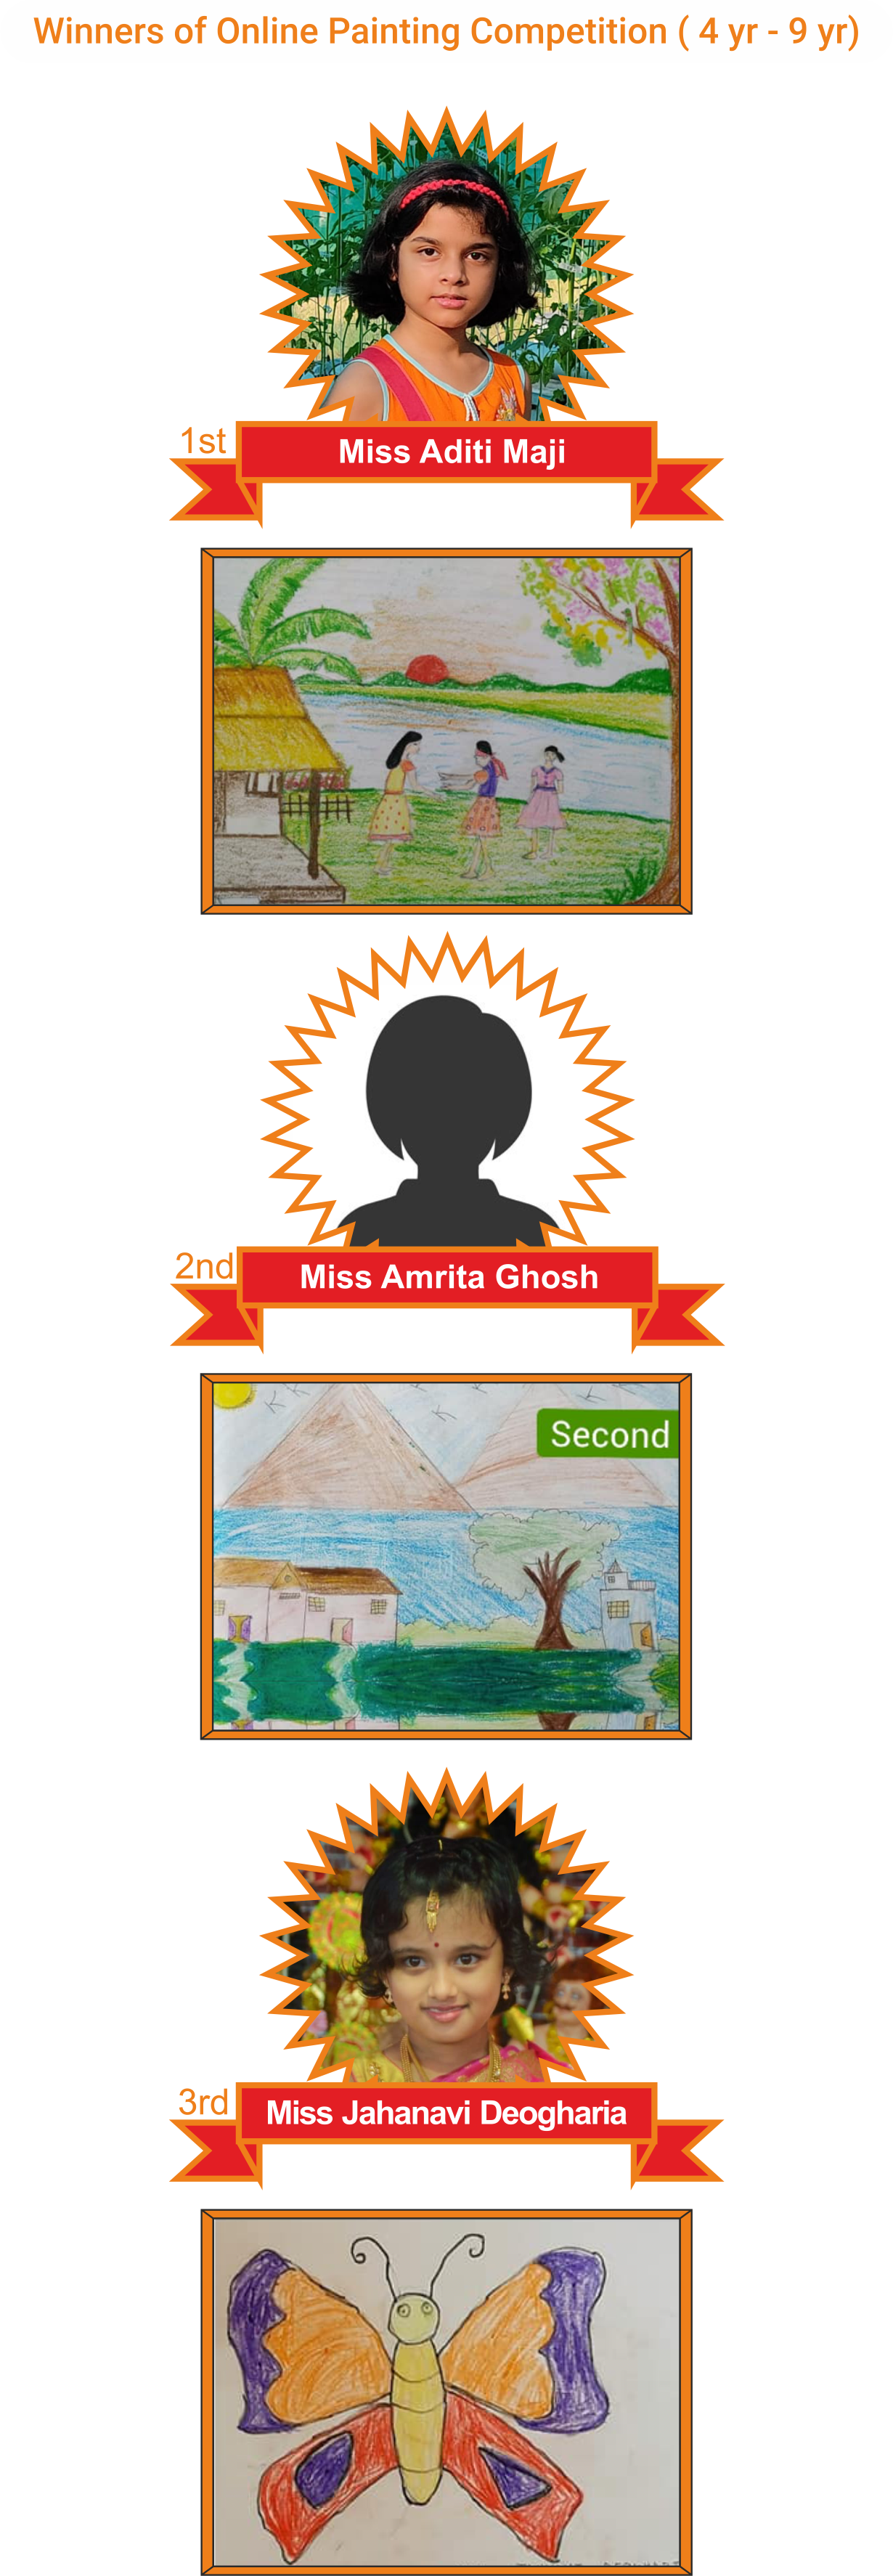 Winners of Online Painting Competition ( 4 yr - 9 yr)
1st
Miss Aditi Maji
2nd
Miss Amrita Ghosh
Second
3rd
Miss Jahanavi Deogharia